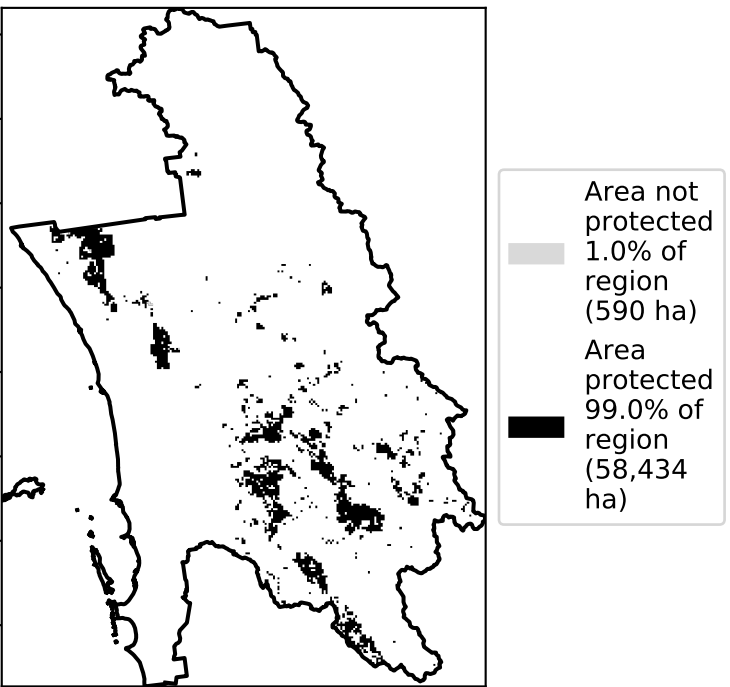 Area not
protected
1.0% of
region
(590 ha)
Area
protected
99.0% of
region
(58,434
ha)